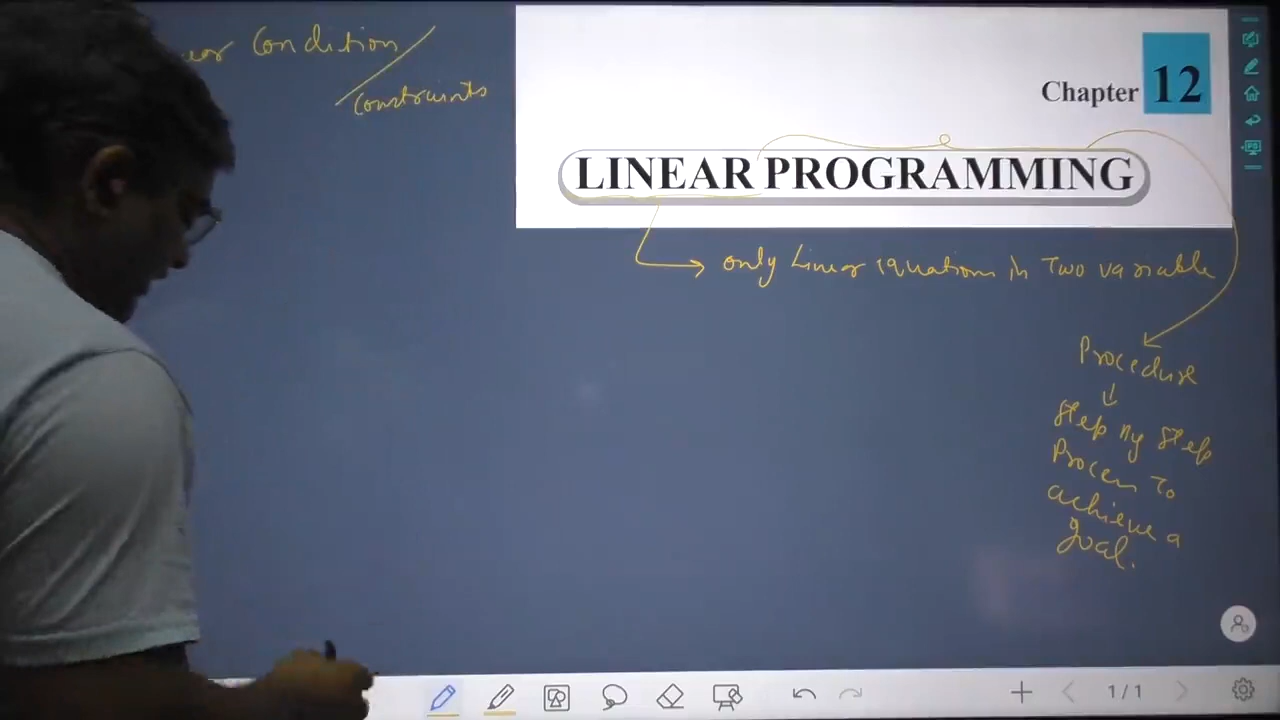 Condition/
constraints
Chapter 12
LINEAR PROGRAMMING
only Linear equations in Two variable
Procedure
Step by Step
Process To
achieve a
goal.
1 / 1